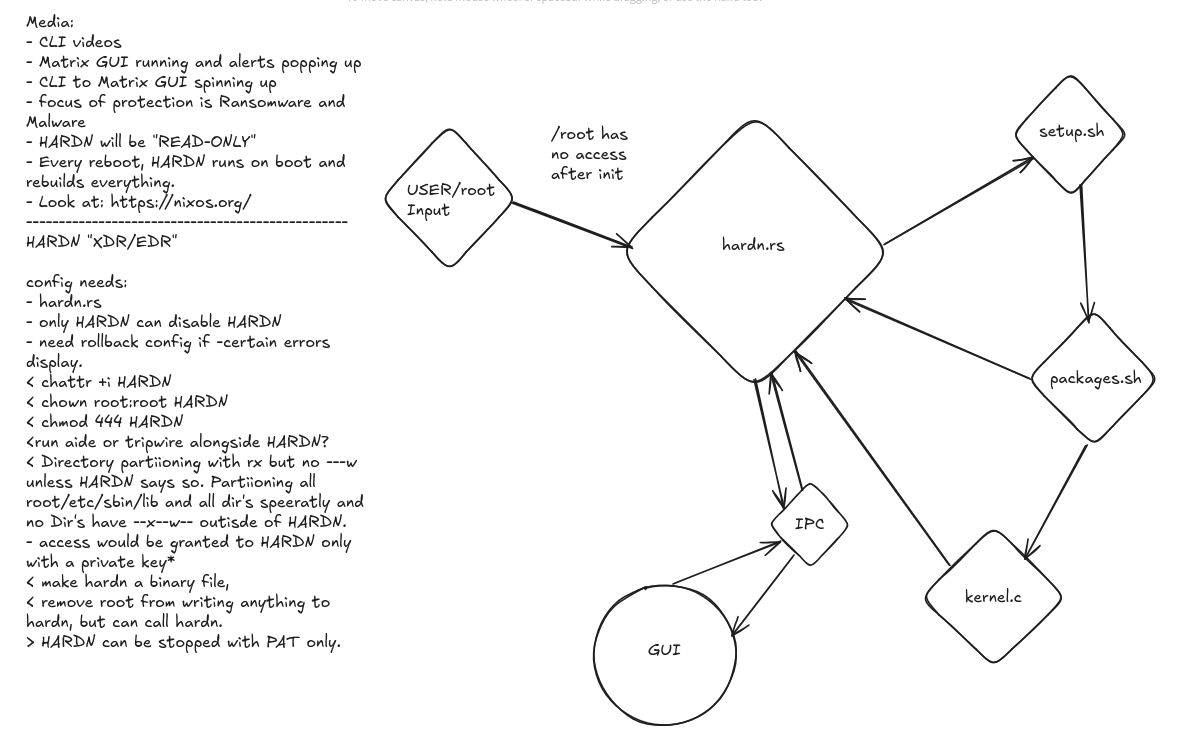 Media:
- CLI videos
- Matrix GUI running and alerts popping up
- CLI to Matrix GUI spinning up
- focus of protection is Ransomware and
Malware
- HARDN will be "READ-ONLY"
- Every reboot, HARDN runs on boot and
rebuilds everything.
- Look at: https://nixos.org/
-------------------------------------------------
HARDN "XDR/EDR"
config needs:
- hardn.rs
- only HARDN can disable HARDN
- need rollback config if -certain errors
display.
< chattr +i HARDN
< chown root:root HARDN
< chmod 444 HARDN
<run aide or tripwire alongside HARDN?
< Directory partiioning with rx but no ---w
unless HARDN says so. Partiioning all
root/etc/sbin/lib and all dir's speeratly and
no Dir's have --x--w-- outisde of HARDN.
- access would be granted to HARDN only
with a private key*
< make hardn a binary file,
< remove root from writing anything to
hardn, but can call hardn.
> HARDN can be stopped with PAT only.
USER/root
Input
/root has
no access
after init
hardn.rs
setup.sh
packages.sh
IPC
kernel.c
GUI